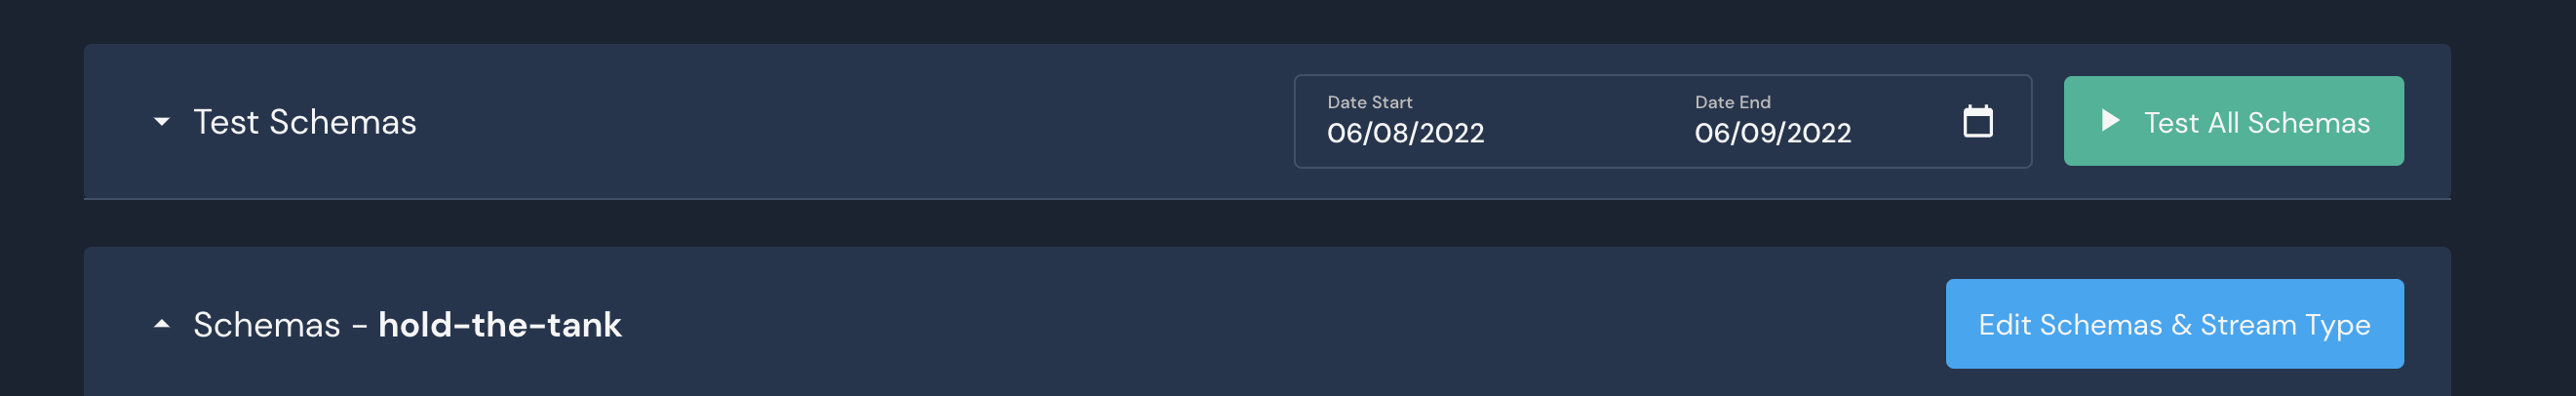 Test Schemas
Date Start
06/08/2022
Date End
06/09/2022
Test All Schemas
Schemas - hold-the-tank
Edit Schemas & Stream Type